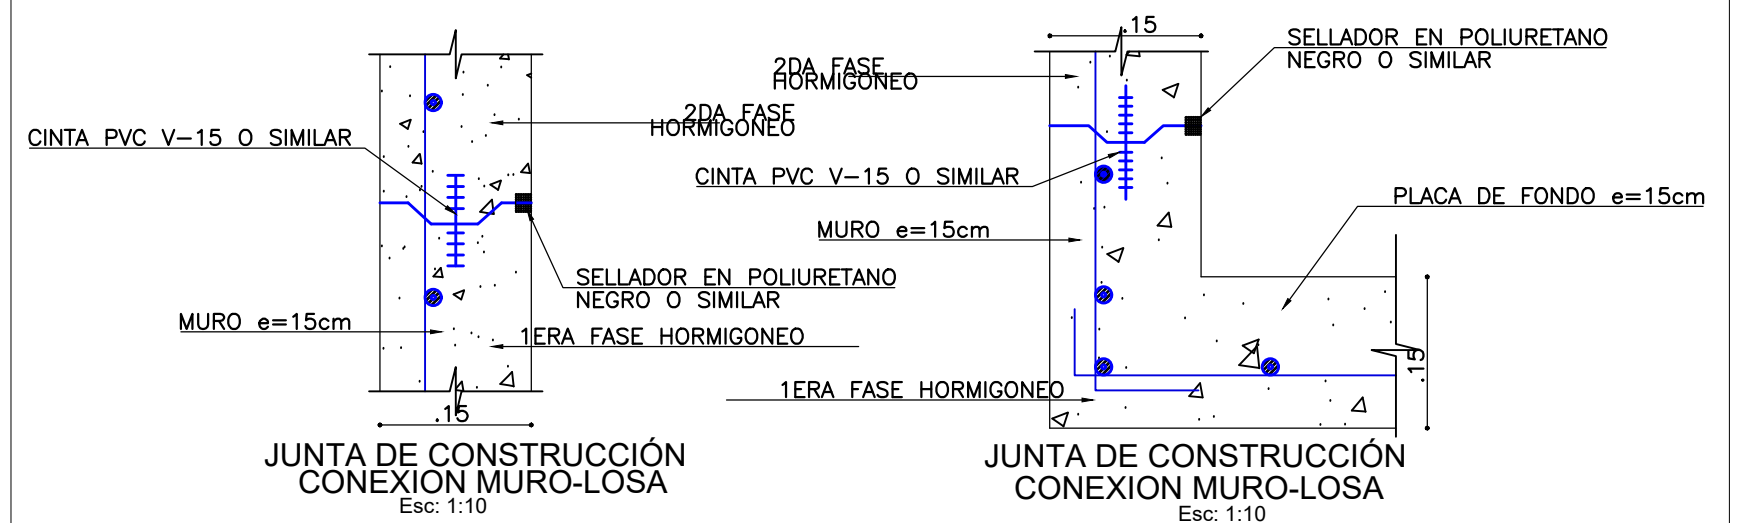 CINTA PVC V-15 O SIMILAR
2DA FASE
HORMIGONEO
SELLADOR EN POLIURETANO
NEGRO O SIMILAR
MURO e=15cm
1ERA FASE HORMIGONEO
.15
JUNTA DE CONSTRUCCIÓN
CONEXION MURO-LOSA
Esc: 1:10
.15
SELLADOR EN POLIURETANO
NEGRO O SIMILAR
2DA FASE
HORMIGONEO
CINTA PVC V-15 O SIMILAR
PLACA DE FONDO e=15cm
MURO e=15cm
.15
1ERA FASE HORMIGONEO
JUNTA DE CONSTRUCCIÓN
CONEXION MURO-LOSA
Esc: 1:10